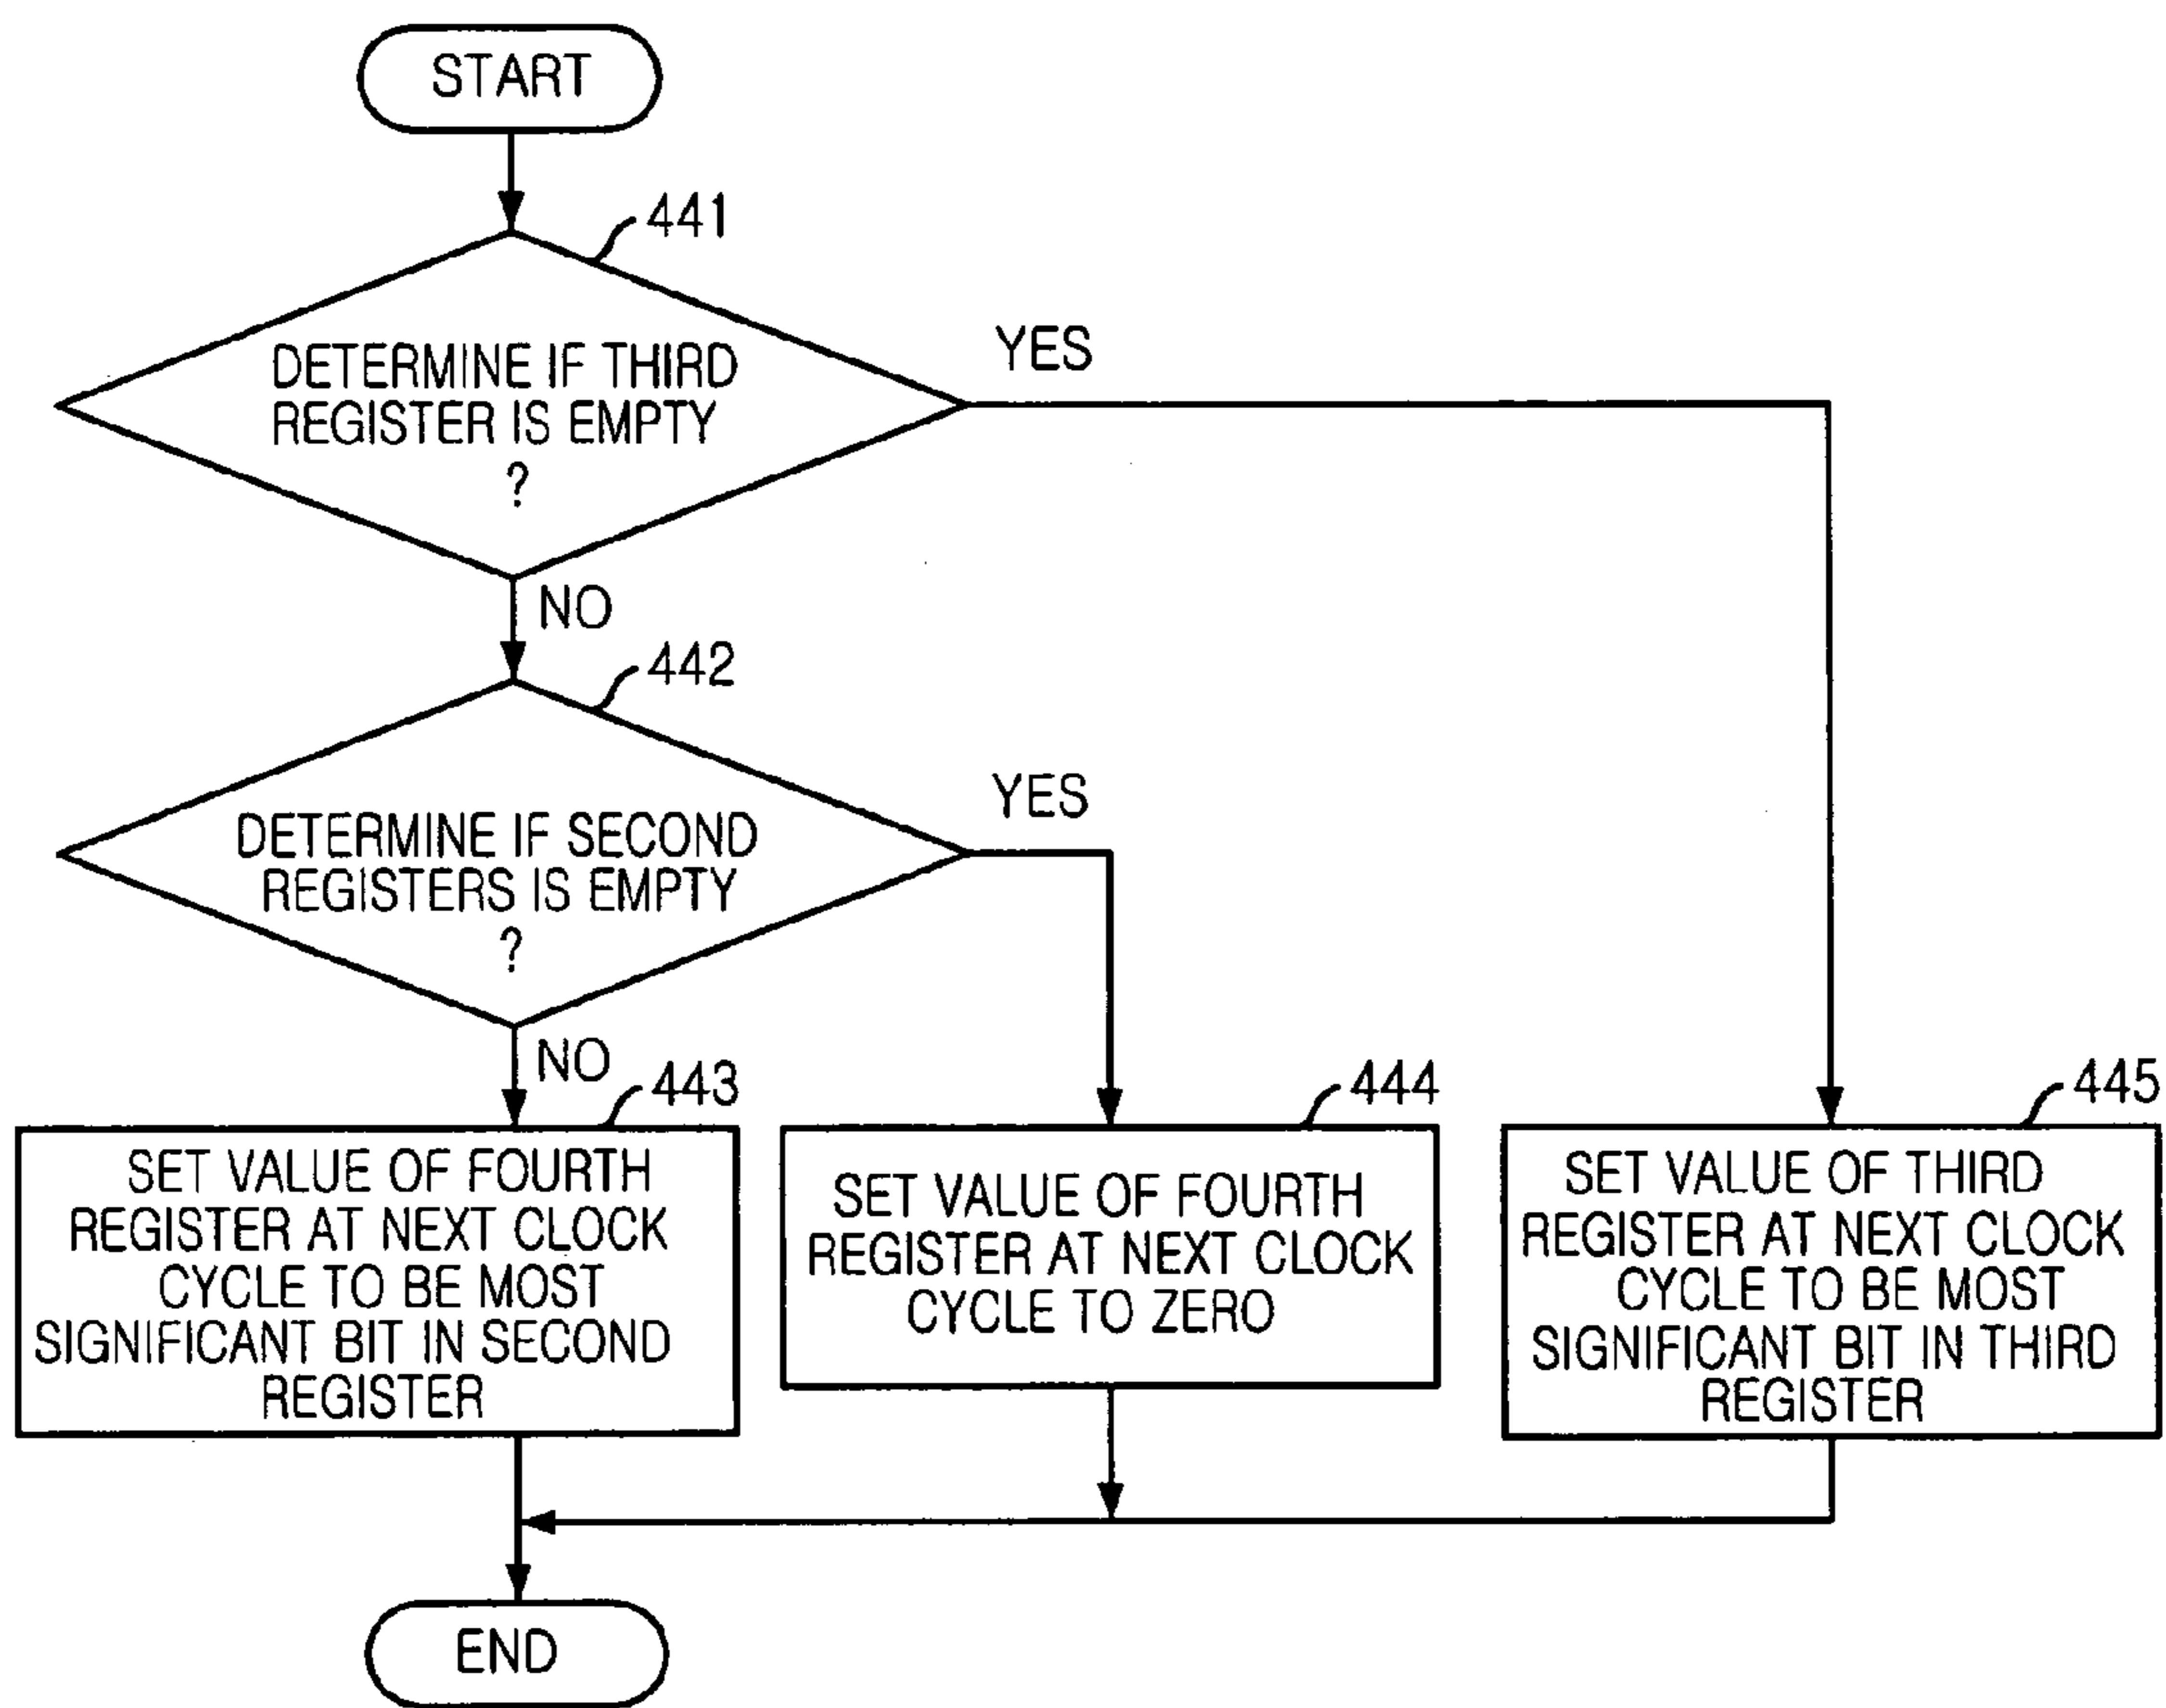 START
441
DETERMINE IF THIRD
REGISTER IS EMPTY
?
YES
NO
442
DETERMINE IF SECOND
REGISTERS IS EMPTY
?
YES
NO
443
SET VALUE OF FOURTH
REGISTER AT NEXT CLOCK
CYCLE TO BE MOST
SIGNIFICANT BIT IN SECOND
REGISTER
444
SET VALUE OF FOURTH
REGISTER AT NEXT CLOCK
CYCLE TO ZERO
445
SET VALUE OF THIRD
REGISTER AT NEXT CLOCK
CYCLE TO BE MOST
SIGNIFICANT BIT IN THIRD
REGISTER
END